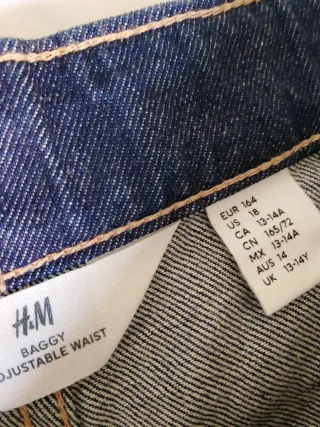 H&M
BAGGY
DJUSTABLE WAIST
EUR 164
US 18
CA 13-14A
CN 165/72
MX 13-14A
AUS 14
UK 13-14Y